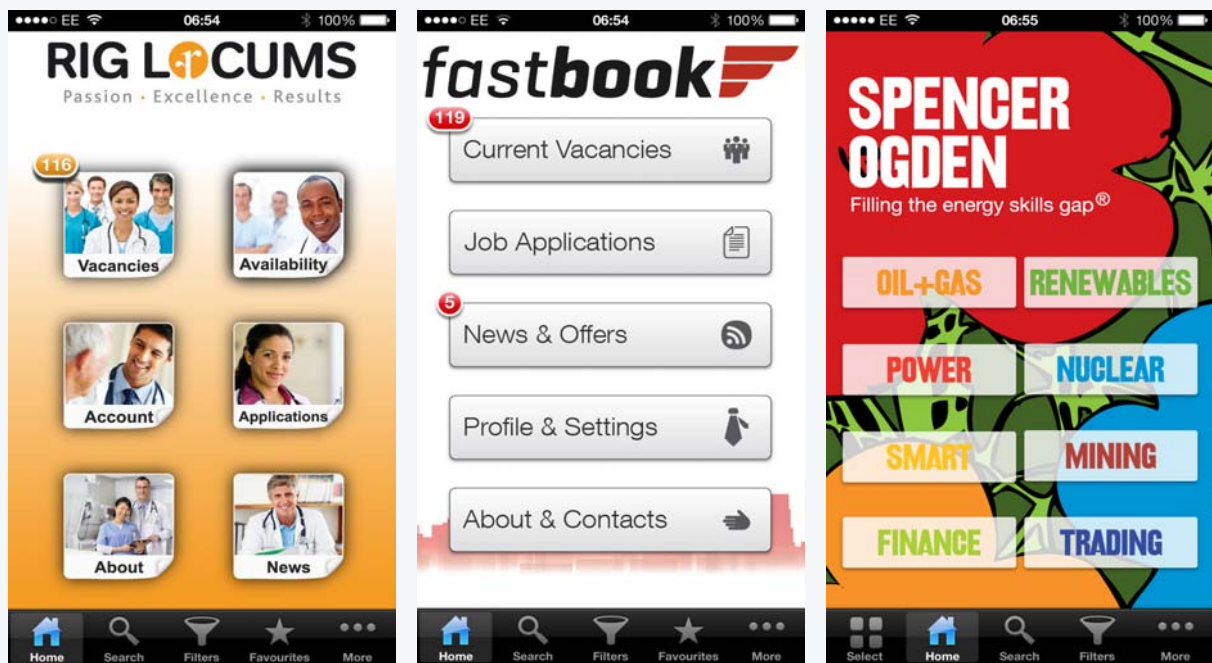 EE 06:54 100%
RIG LOCUMS
Passion · Excellence · Results
116
Vacancies Availability
Account Applications
About News
Home Search Filters Favourites More
EE 06:54 100%
fastbook
119
Current Vacancies
Job Applications
5
News & Offers
Profile & Settings
About & Contacts
Home Search Filters Favourites More
EE 06:55 100%
SPENCER
OGDEN
Filling the energy skills gap®
OIL+GAS RENEWABLES
POWER NUCLEAR
SMART MINING
FINANCE TRADING
Select Home Search Filters More